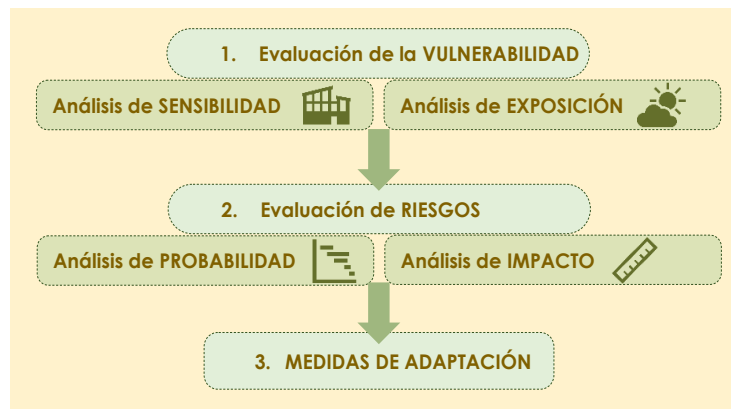 1. Evaluación de la VULNERABILIDAD
Análisis de SENSIBILIDAD
Análisis de EXPOSICIÓN
2. Evaluación de RIESGOS
Análisis de PROBABILIDAD
Análisis de IMPACTO
3. MEDIDAS DE ADAPTACIÓN